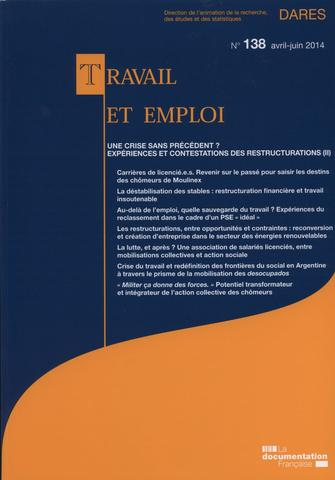 Direction de l'animation de la recherche,
des études et des statistiques
DARES
N° 138 avril-juin 2014
TRAVAIL
ET EMPLOI
UNE CRISE SANS PRÉCÉDENT ?
EXPÉRIENCES ET CONTESTATIONS DES RESTRUCTURATIONS (II)
Carrières de licencié.e.s. Revenir sur le passé pour saisir les destins
des chômeurs de Moulinex
La déstabilisation des stables : restructuration financière et travail
insoutenable
Au-delà de l'emploi, quelle sauvegarde du travail ? Expériences du
reclassement dans le cadre d'un PSE « idéal »
Les restructurations, entre opportunités et contraintes : reconversion
et création d'entreprise dans le secteur des énergies renouvelables
La lutte, et après ? Une association de salariés licenciés, entre
mobilisations collectives et action sociale
Crise du travail et redéfinition des frontières du social en Argentine
à travers le prisme de la mobilisation des desocupados
« Militer ça donne des forces. » Potentiel transformateur
et intégrateur de l'action collective des chômeurs
La
documentation
Française